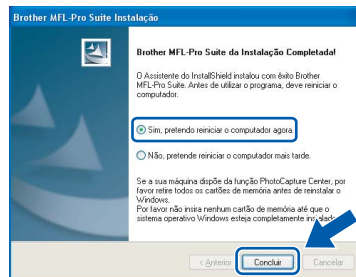 Brother MFL-Pro Suite Instalação
Brother MFL-Pro Suite da Instalação Completada!
O Assistente do InstallShield instalou com êxito Brother
MFL-Pro Suite. Antes de utilizar o programa, deve reiniciar o
computador.
Sim, pretendo reiniciar o computador agora.
Não, pretende reiniciar o computador mais tarde.
Se a sua máquina dispõe da função PhotoCapture Center, por
favor retire todos os cartões de memória antes de reinstalar o
Windows.
Por favor não insira nenhum cartão de memória até que o
sistema operativo Windows esteja completamente instalado.
< Anterior Concluir Cancelar